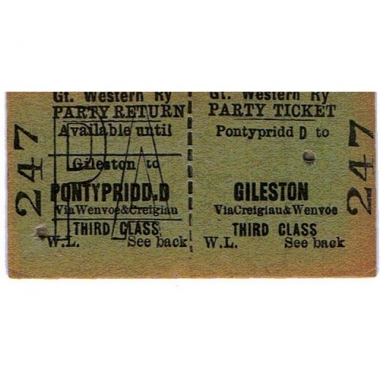 247
Gt. Western Ry
PARTY RETURN
Available until
Gileston to
PONTYPRIDD.D
Via Wenvoe & Creigiau
THIRD CLASS
W.L. See back
PA
Gt. Western Ry
PARTY TICKET
Pontypridd D to
GILESTON
Via Creigiau & Wenvoe
THIRD CLASS
W.L. See back
247